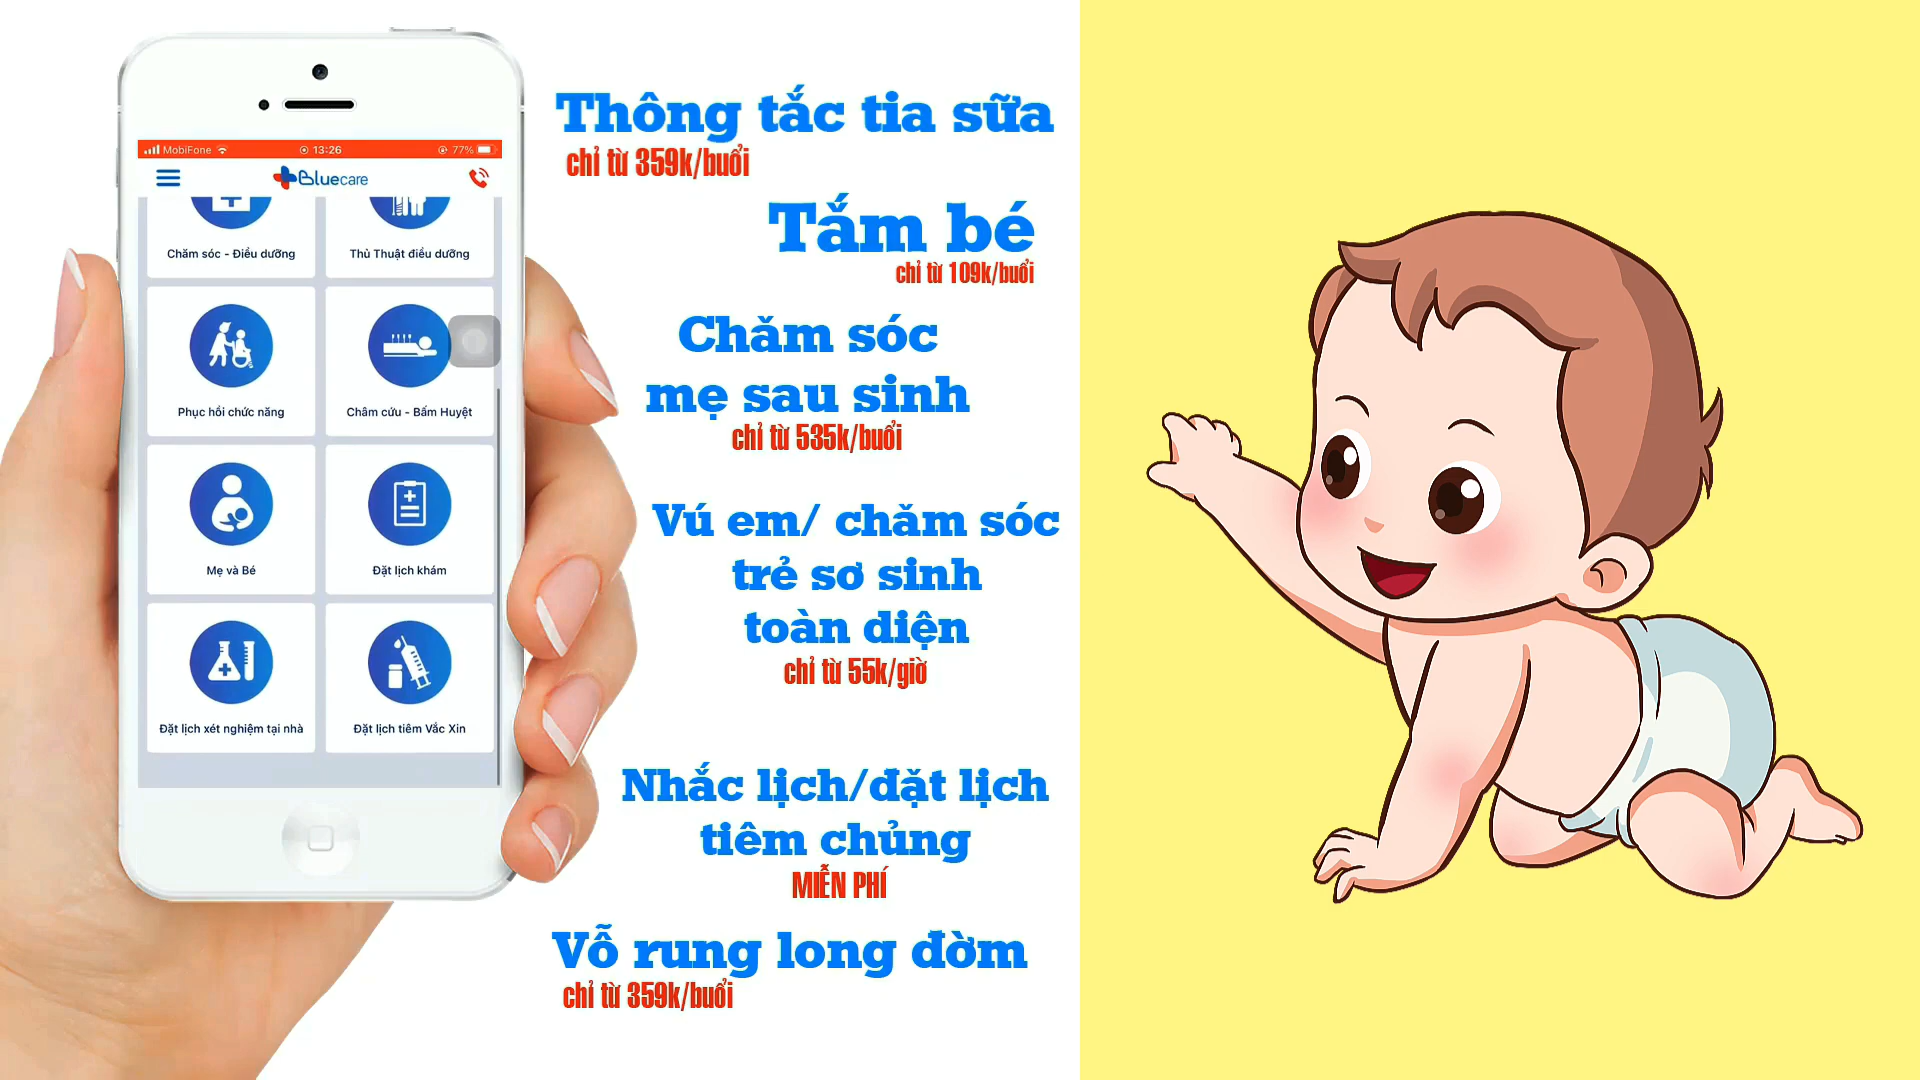 MobiFone
13:26
77%
Bluecare
Chăm sóc - Điều dưỡng
Thủ Thuật điều dưỡng
Phục hồi chức năng
Châm cứu - Bấm Huyệt
Mẹ và Bé
Đặt lịch khám
Đặt lịch xét nghiệm tại nhà
Đặt lịch tiêm Vắc Xin
Thông tắc tia sữa
chỉ từ 359k/buổi
Tắm bé
chỉ từ 109k/buổi
Chăm sóc
mẹ sau sinh
chỉ từ 535k/buổi
Vú em/ chăm sóc
trẻ sơ sinh
toàn diện
chỉ từ 55k/giờ
Nhắc lịch/đặt lịch
tiêm chủng
MIỄN PHÍ
Vỗ rung long đờm
chỉ từ 359k/buổi